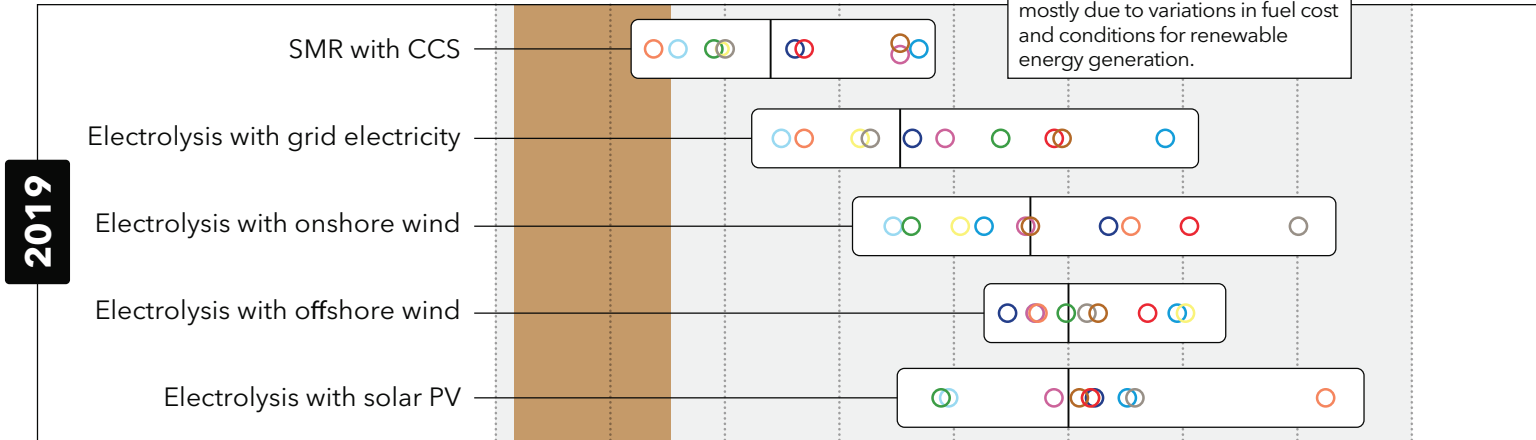 mostly due to variations in fuel cost
and conditions for renewable
energy generation.
SMR with CCS
Electrolysis with grid electricity
2019
Electrolysis with onshore wind
Electrolysis with offshore wind
Electrolysis with solar PV